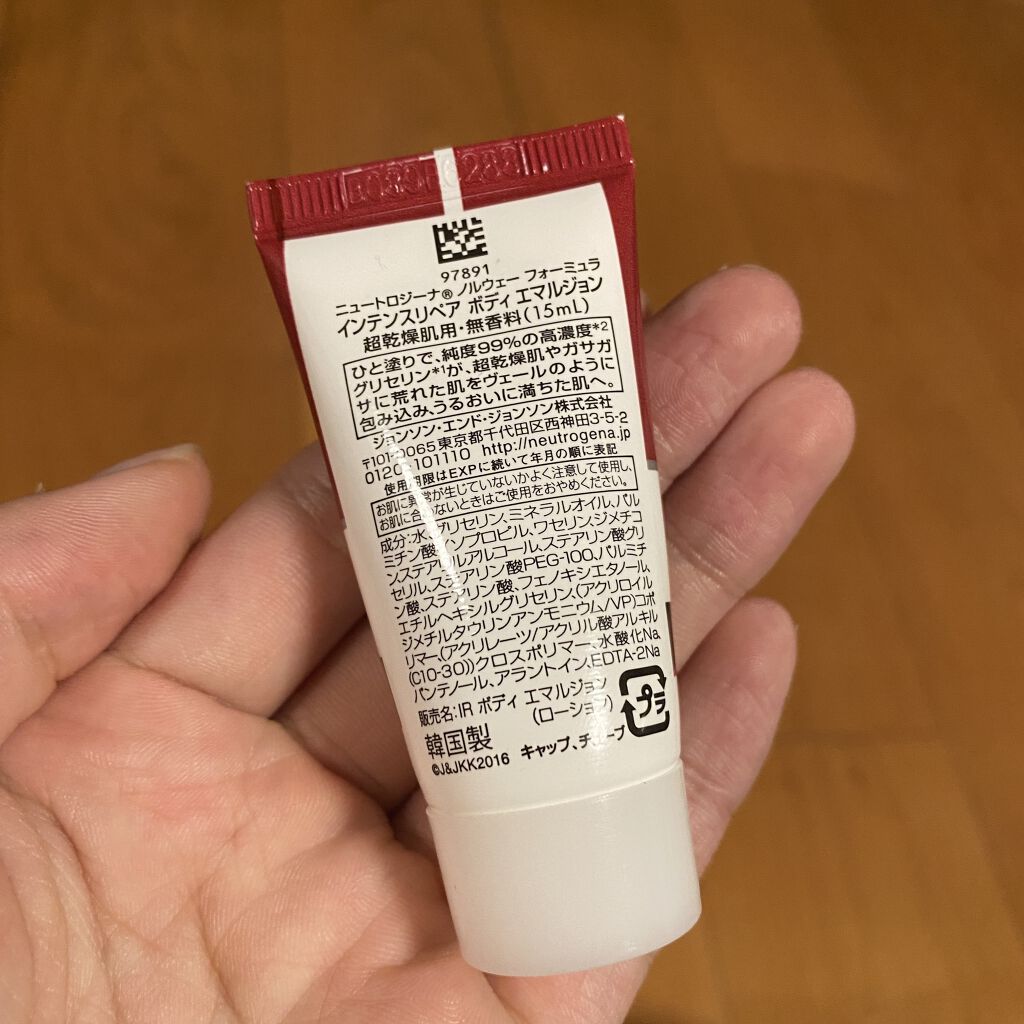 97891
ニュートロジーナ® ノルウェー フォーミュラ
インテンスリペア ボディ エマルジョン
超乾燥肌用・無香料(15mL)
ひと塗りで、純度99%の高濃度*2
グリセリン*1が、超乾燥肌やガサガ
サに荒れた肌をヴェールのように
包み込み、うるおいに満ちた肌へ。
ジョンソン・エンド・ジョンソン株式会社
〒101-0065 東京都千代田区西神田3-5-2
0120-101110 http://neutrogena.jp
使用期限はEXPに続いて年月の順に表記
お肌に異常が生じていないかよく注意して使用し、
お肌に合わないときはご使用をおやめください。
成分:水、グリセリン、ミネラルオイル、パル
ミチン酸イソプロピル、ワセリン、ジメチコ
ン、ステアリルアルコール、ステアリン酸グリ
セリル、ステアリン酸PEG-100、パルミチ
ン酸、ステアリン酸、フェノキシエタノール、
エチルヘキシルグリセリン、(アクリロイル
ジメチルタウリンアンモニウム/VP)コポ
リマー、(アクリレーツ/アクリル酸アルキル
(C10-30))クロスポリマー、水酸化Na、
パンテノール、アラントイン、EDTA-2Na
販売名:IR ボディ エマルジョン
(ローション)
プラ
韓国製
キャップ、チューブ
©J&JKK2016